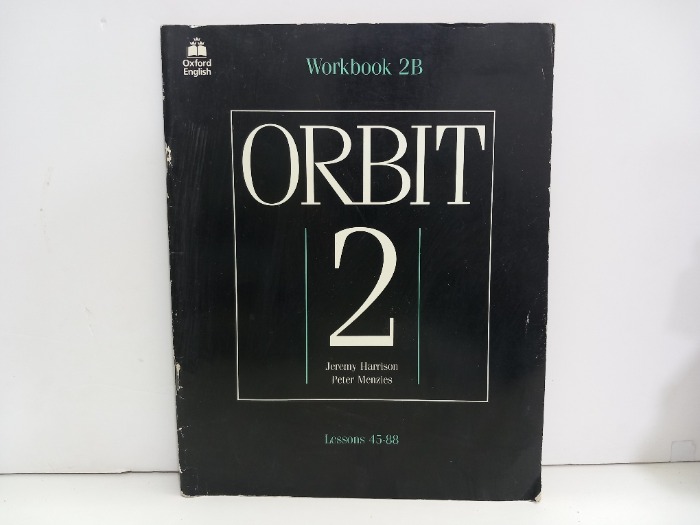 Oxford
English
Workbook 2B
ORBIT
2
Jeremy Harrison
Peter Menzies
Lessons 45-88